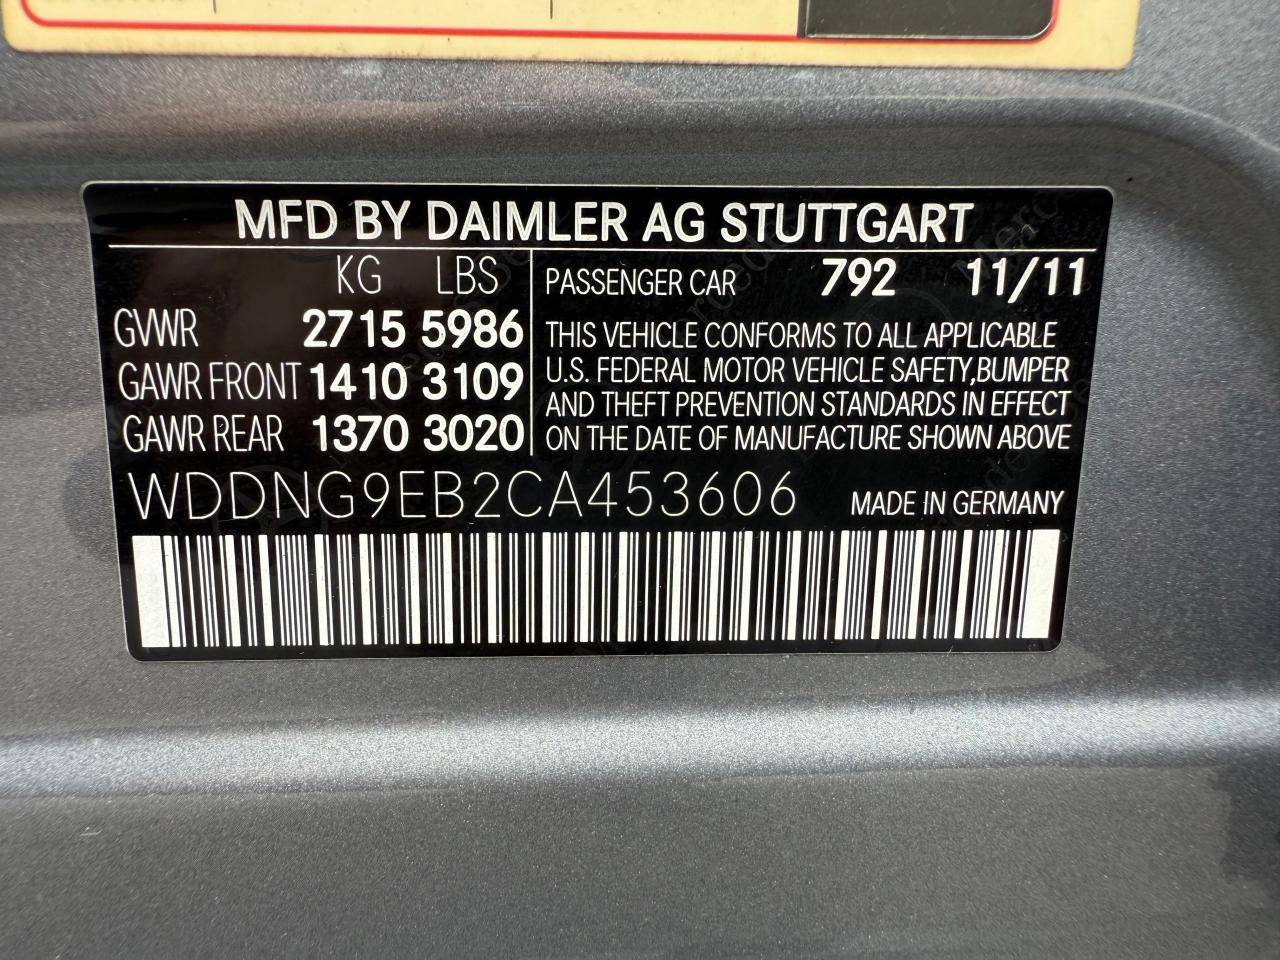 MFD BY DAIMLER AG STUTTGART
KG LBS
GVWR 2715 5986
GAWR FRONT 1410 3109
GAWR REAR 1370 3020
PASSENGER CAR 792 11/11
THIS VEHICLE CONFORMS TO ALL APPLICABLE
U.S. FEDERAL MOTOR VEHICLE SAFETY,BUMPER
AND THEFT PREVENTION STANDARDS IN EFFECT
ON THE DATE OF MANUFACTURE SHOWN ABOVE
WDDNG9EB2CA453606 MADE IN GERMANY